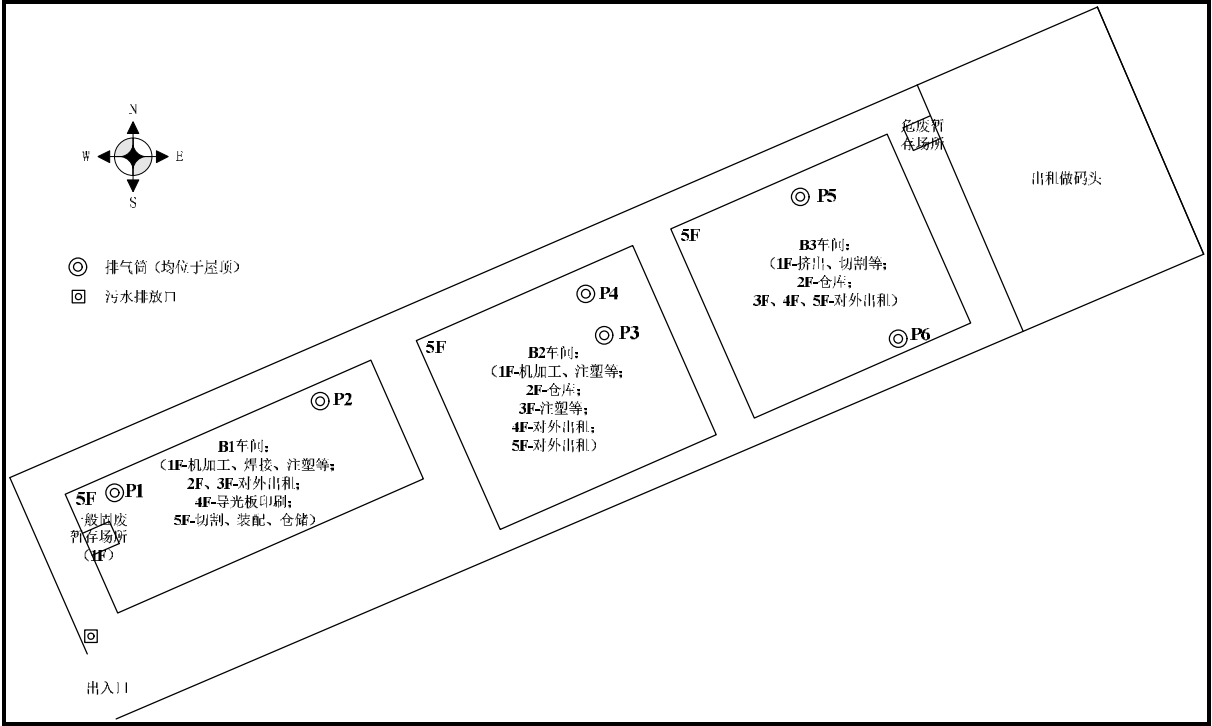 N
W
E
S
排气筒（均位于屋顶）
污水排放口
危废暂
存场所
出租做码头
P5
5F
B3车间：
（1F-挤出、切割等；
2F-仓库；
3F、4F、5F-对外出租）
P6
P4
P3
5F
B2车间：
（1F-机加工、注塑等；
2F-仓库；
3F-注塑等；
4F-对外出租；
5F-对外出租）
P2
B1车间：
（1F-机加工、焊接、注塑等；
2F、3F-对外出租；
4F-导光板印刷；
5F-切割、装配、仓储）
5F
P1
一般固废
暂存场所
（1F）
出入口